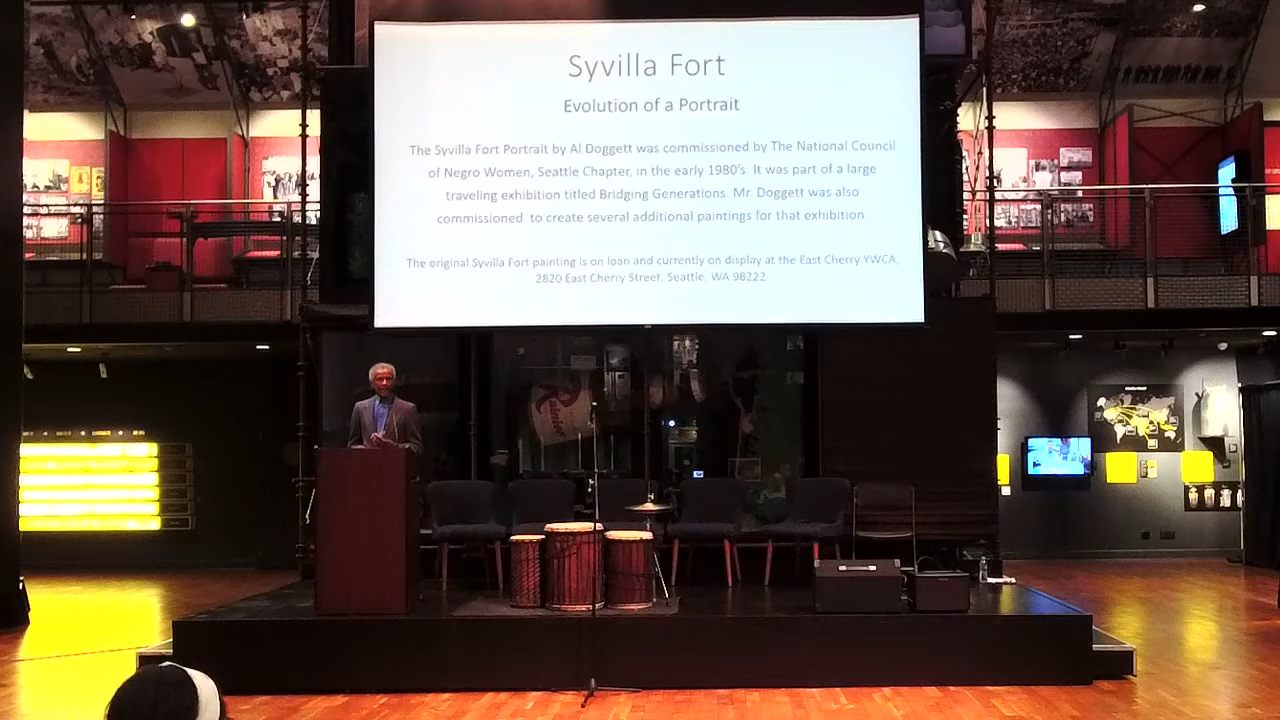 Syvilla Fort
Evolution of a Portrait
The Syvilla Fort Portrait by Al Doggett was commissioned by The National Council
of Negro Women, Seattle Chapter, in the early 1980's. It was part of a large
traveling exhibition titled Bridging Generations. Mr. Doggett was also
commissioned to create several additional paintings for that exhibition.
The original Syvilla Fort painting is on loan and currently on display at the East Cherry YWCA,
2820 East Cherry Street, Seattle, WA 98222
Rainier